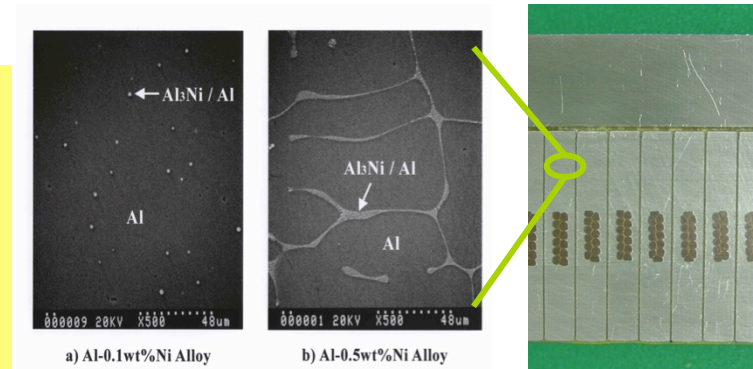 Al₃Ni / Al
Al
000009 20KV X500 48um
a) Al-0.1wt%Ni Alloy
Al₃Ni / Al
Al
000001 20KV X500 48um
b) Al-0.5wt%Ni Alloy